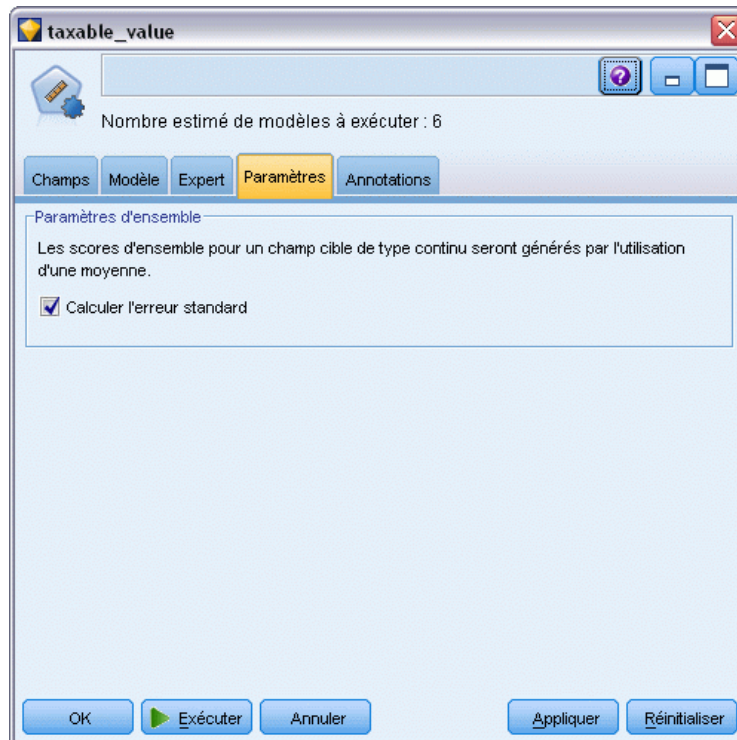 taxable_value
Nombre estimé de modèles à exécuter : 6
Champs Modèle Expert Paramètres Annotations
Paramètres d'ensemble
Les scores d'ensemble pour un champ cible de type continu seront générés par l'utilisation
d'une moyenne.
Calculer l'erreur standard
OK Exécuter Annuler Appliquer Réinitialiser